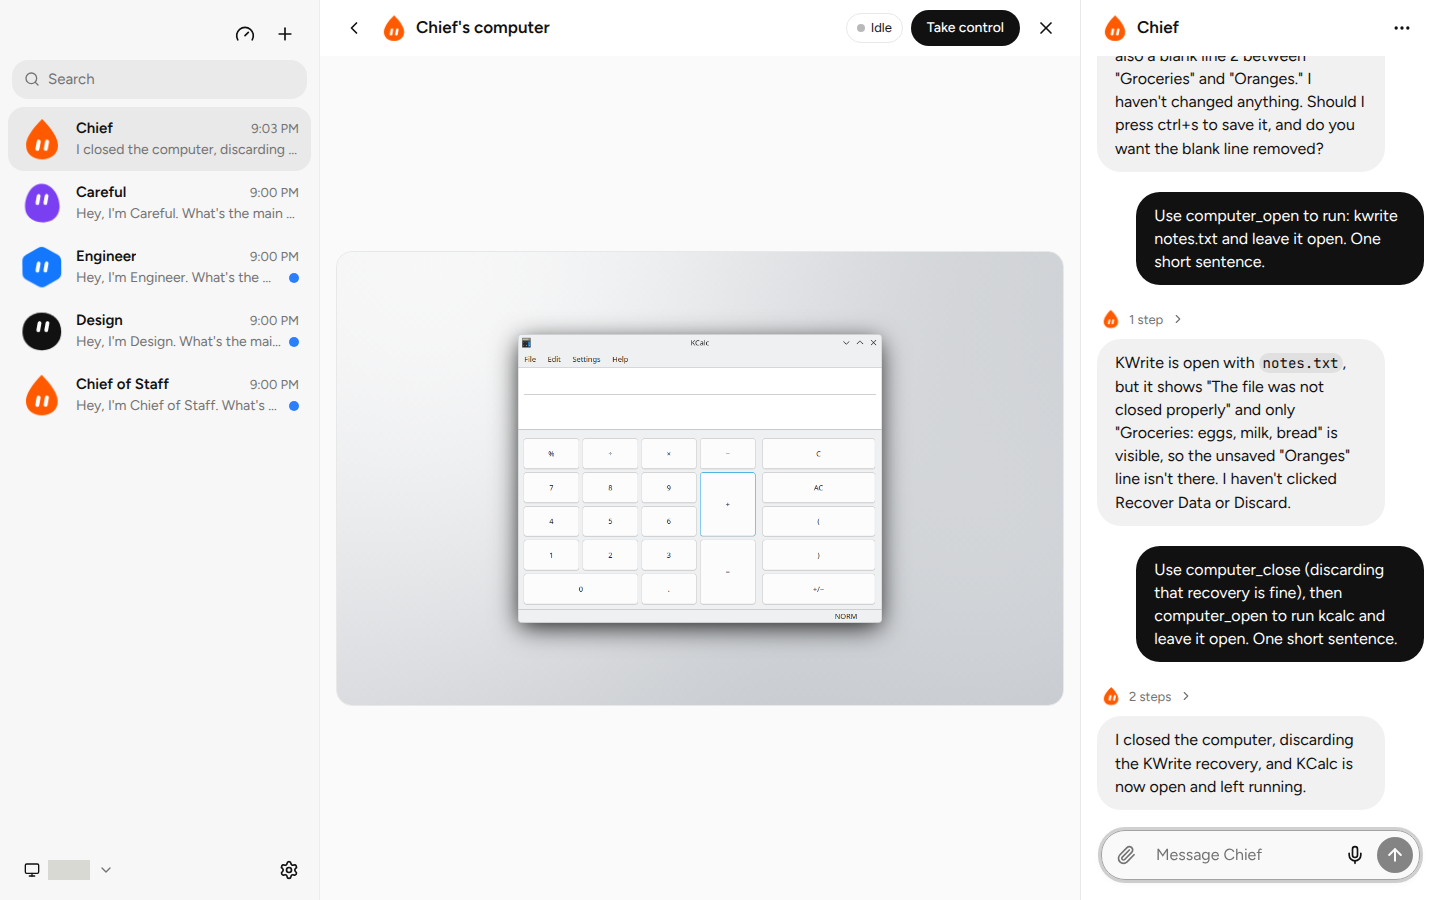 Search
Chief 9:03 PM
I closed the computer, discarding ...
Careful 9:00 PM
Hey, I'm Careful. What's the main ...
Engineer 9:00 PM
Hey, I'm Engineer. What's the ...
Design 9:00 PM
Hey, I'm Design. What's the mai...
Chief of Staff 9:00 PM
Hey, I'm Chief of Staff. What's ...
Chief's computer
Idle
Take control
KCalc
File Edit Settings Help
% ÷ × − C
7 8 9 + AC
4 5 6 (
1 2 3 = )
0 . +/−
NORM
Chief
also a blank line 2 between
"Groceries" and "Oranges." I
haven't changed anything. Should I
press ctrl+s to save it, and do you
want the blank line removed?
Use computer_open to run: kwrite
notes.txt and leave it open. One
short sentence.
1 step
KWrite is open with notes.txt,
but it shows "The file was not
closed properly" and only
"Groceries: eggs, milk, bread" is
visible, so the unsaved "Oranges"
line isn't there. I haven't clicked
Recover Data or Discard.
Use computer_close (discarding
that recovery is fine), then
computer_open to run kcalc and
leave it open. One short sentence.
2 steps
I closed the computer, discarding
the KWrite recovery, and KCalc is
now open and left running.
Message Chief